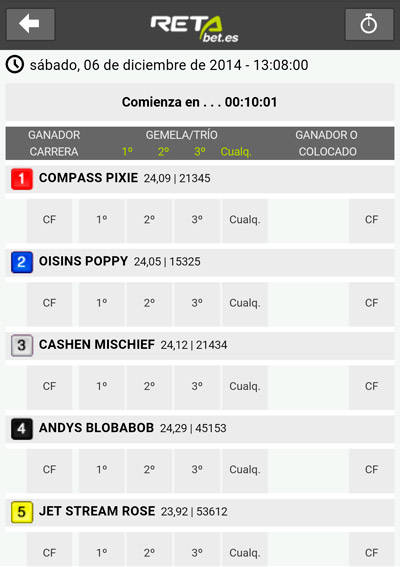 RETA
bet.es
sábado, 06 de diciembre de 2014 - 13:08:00
Comienza en . . . 00:10:01
GANADOR CARRERA
GEMELA/TRÍO
1º 2º 3º Cualq.
GANADOR O COLOCADO
1 COMPASS PIXIE 24,09 | 21345
CF 1º 2º 3º Cualq. CF
2 OISINS POPPY 24,05 | 15325
CF 1º 2º 3º Cualq. CF
3 CASHEN MISCHIEF 24,12 | 21434
CF 1º 2º 3º Cualq. CF
4 ANDYS BLOBABOB 24,29 | 45153
CF 1º 2º 3º Cualq. CF
5 JET STREAM ROSE 23,92 | 53612
CF 1º 2º 3º Cualq. CF